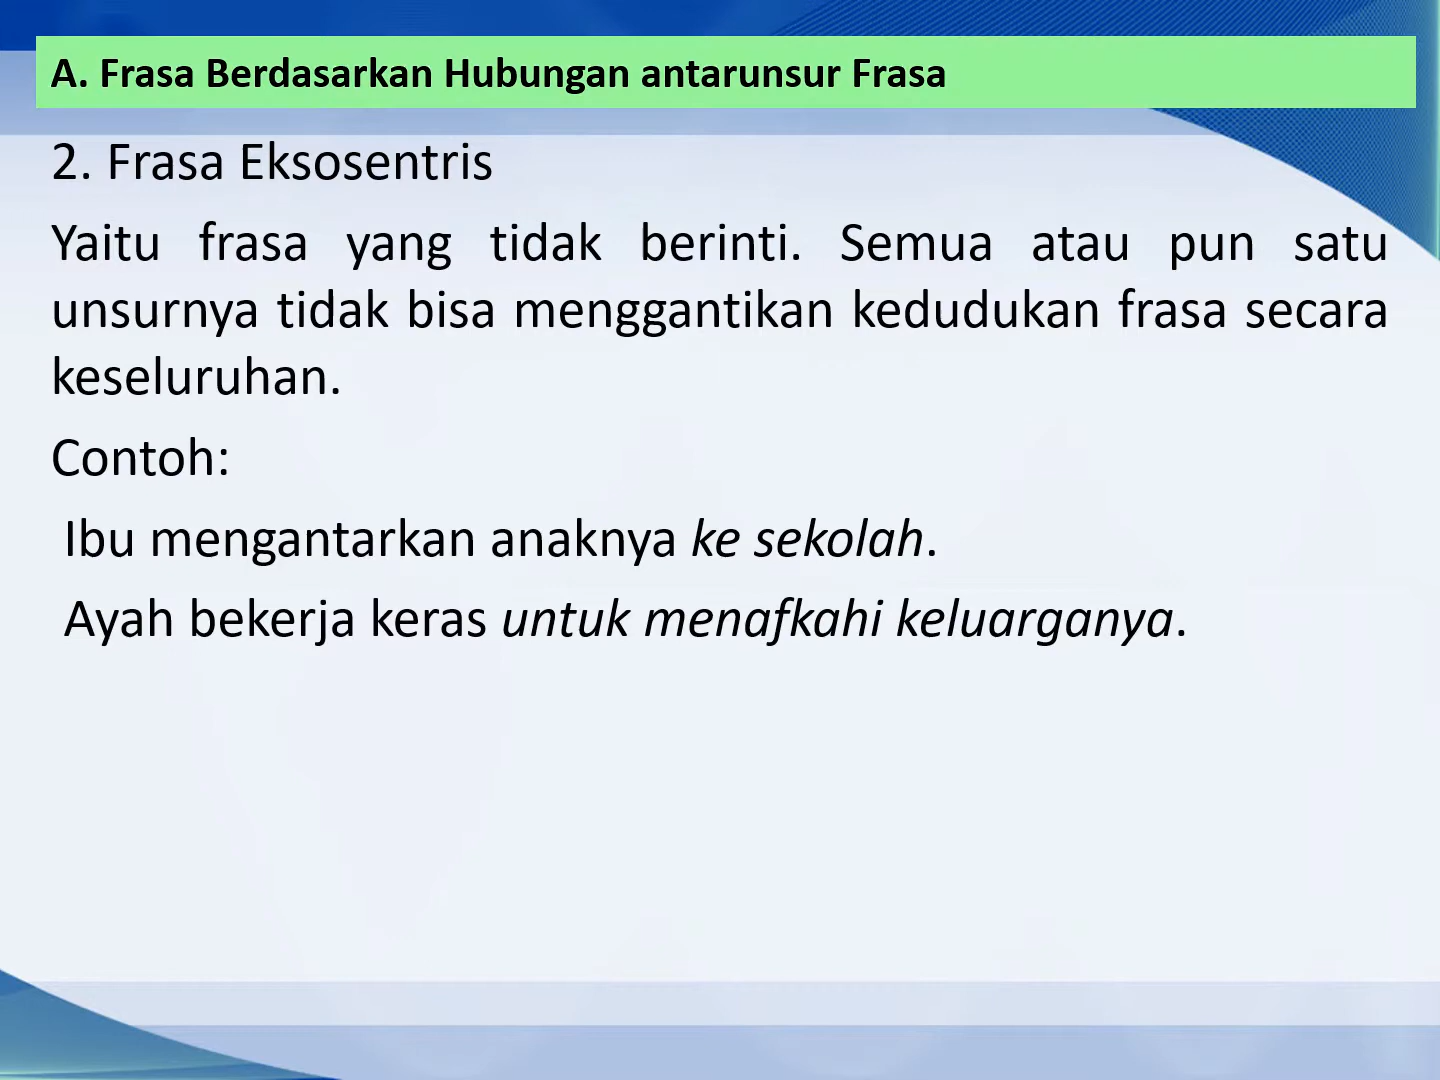 A. Frasa Berdasarkan Hubungan antarunsur Frasa
2. Frasa Eksosentris
Yaitu frasa yang tidak berinti. Semua atau pun satu
unsurnya tidak bisa menggantikan kedudukan frasa secara
keseluruhan.
Contoh:
Ibu mengantarkan anaknya ke sekolah.
Ayah bekerja keras untuk menafkahi keluarganya.